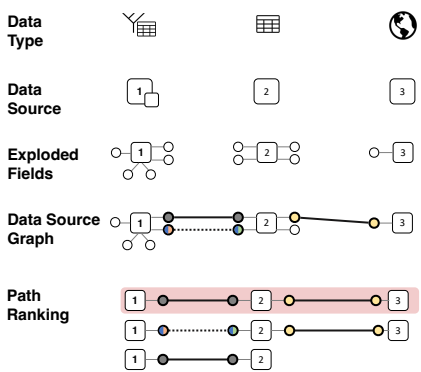 Data
Type
Data
Source
1
2
3
Exploded
Fields
1
2
3
Data Source
Graph
1
2
3
Path
Ranking
1
2
3
1
2
3
1
2